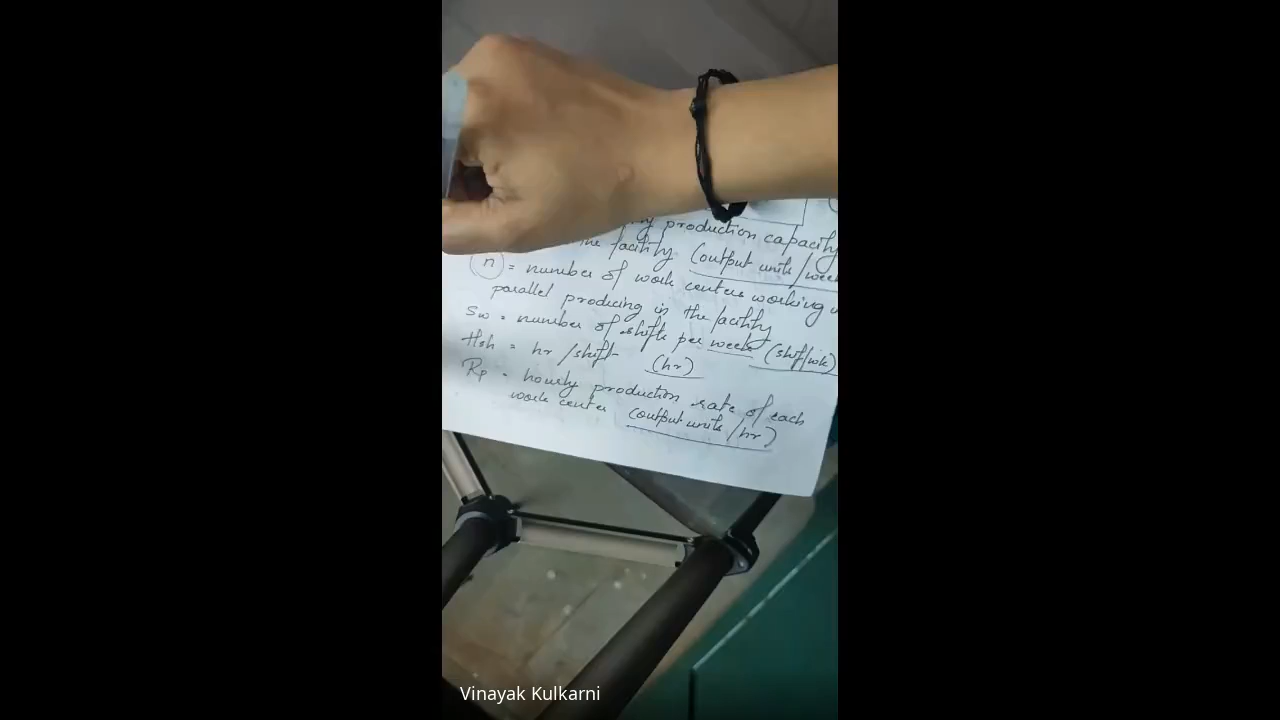 production capacity
the facility (output units/week
n = number of work centers working
parallel producing in the facility
Sw = number of shifts per week (shif/wk)
Hsh = hr/shift (hr)
Rp = hourly production rate of each
work center (output units/hr)
Vinayak Kulkarni